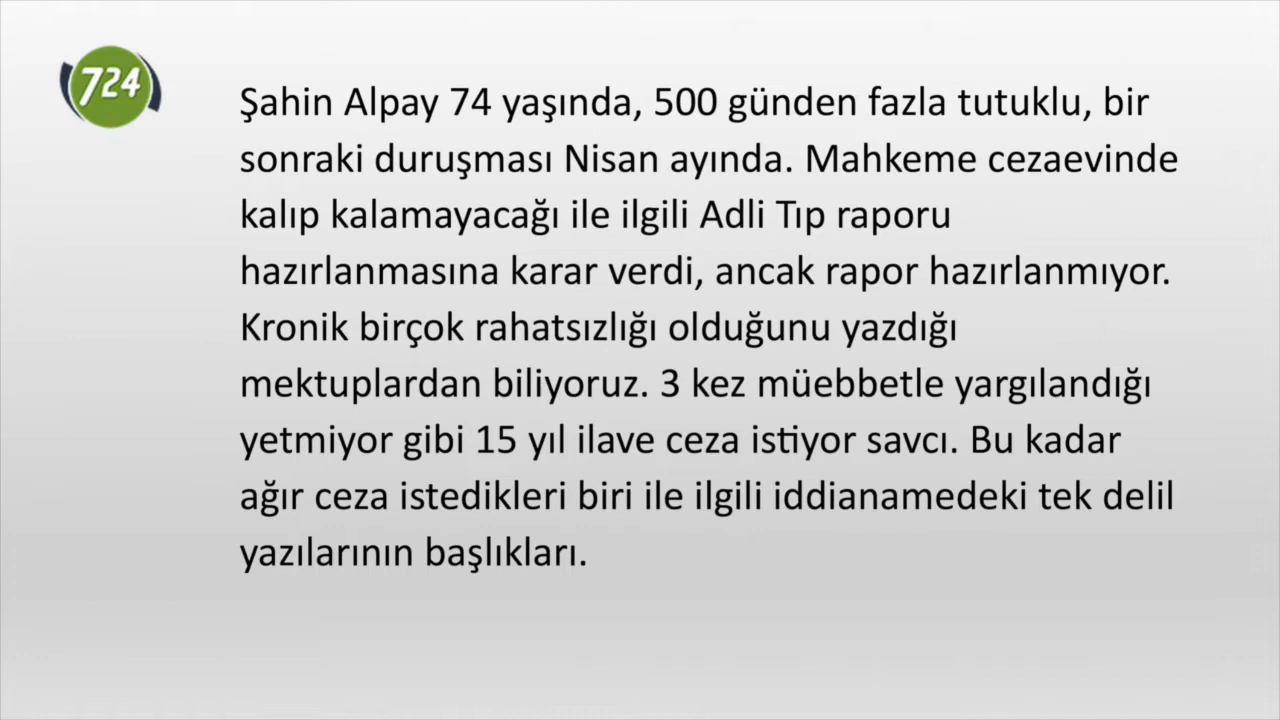 724
Şahin Alpay 74 yaşında, 500 günden fazla tutuklu, bir
sonraki duruşması Nisan ayında. Mahkeme cezaevinde
kalıp kalamayacağı ile ilgili Adli Tıp raporu
hazırlanmasına karar verdi, ancak rapor hazırlanmıyor.
Kronik birçok rahatsızlığı olduğunu yazdığı
mektuplardan biliyoruz. 3 kez müebbetle yargılandığı
yetmiyor gibi 15 yıl ilave ceza istiyor savcı. Bu kadar
ağır ceza istedikleri biri ile ilgili iddianamedeki tek delil
yazılarının başlıkları.